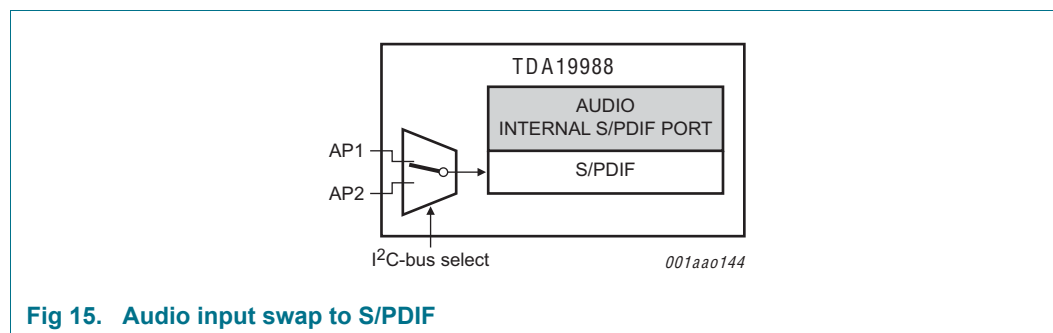 TDA19988
AUDIO
INTERNAL S/PDIF PORT
S/PDIF
AP1
AP2
I2C-bus select
001aao144
Fig 15. Audio input swap to S/PDIF